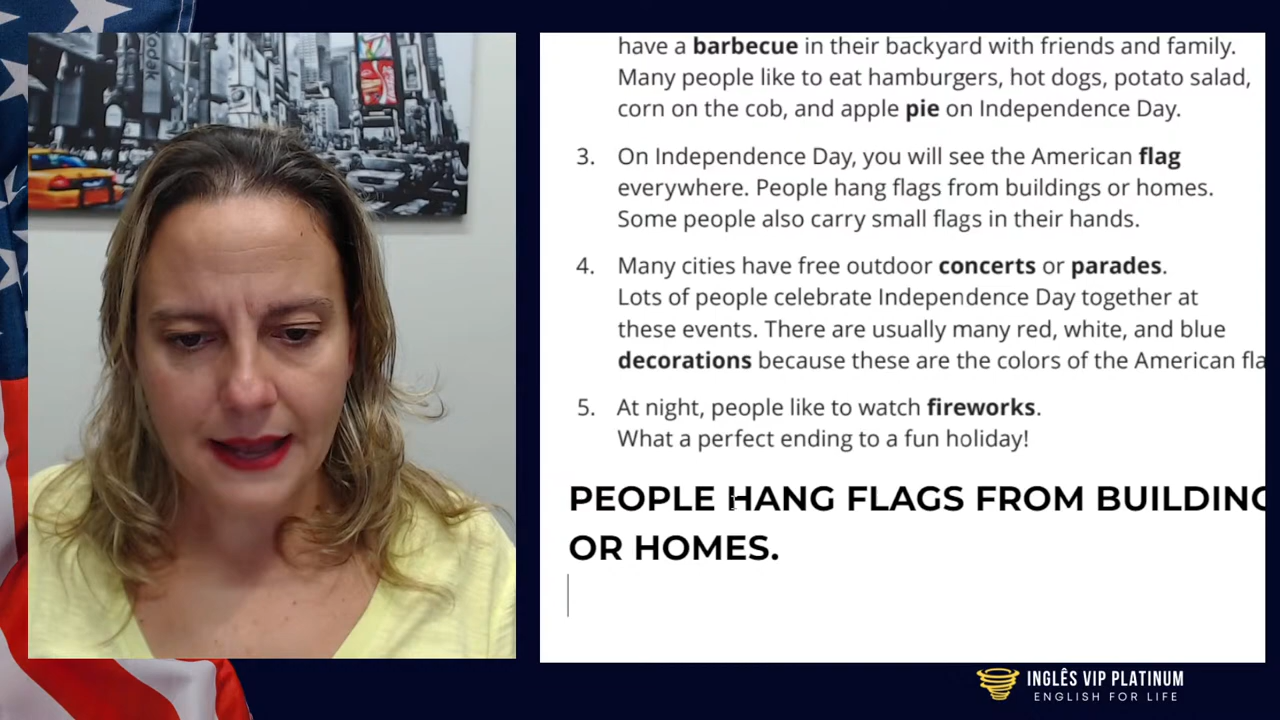 Kodak
have a barbecue in their backyard with friends and family.
Many people like to eat hamburgers, hot dogs, potato salad,
corn on the cob, and apple pie on Independence Day.
3. On Independence Day, you will see the American flag
everywhere. People hang flags from buildings or homes.
Some people also carry small flags in their hands.
4. Many cities have free outdoor concerts or parades.
Lots of people celebrate Independence Day together at
these events. There are usually many red, white, and blue
decorations because these are the colors of the American fla
5. At night, people like to watch fireworks.
What a perfect ending to a fun holiday!
PEOPLE HANG FLAGS FROM BUILDING
OR HOMES.
INGLÊS VIP PLATINUM
ENGLISH FOR LIFE